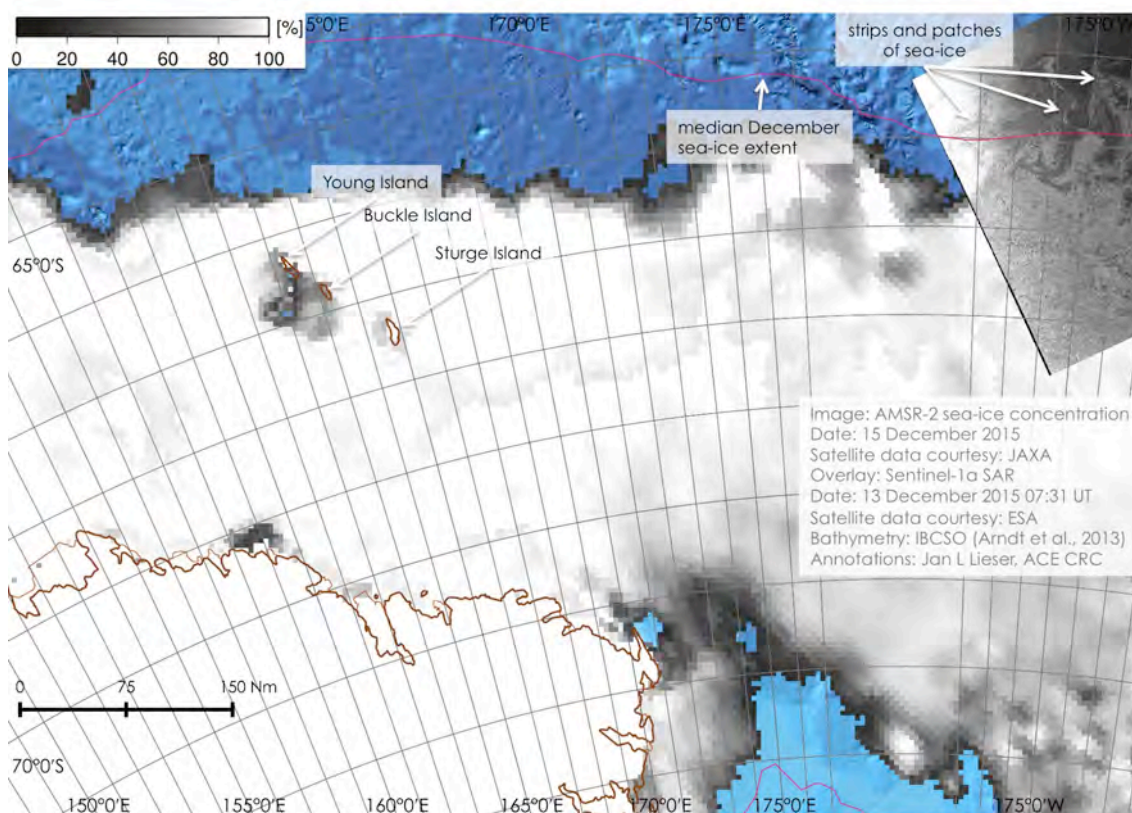 5°0'E
170°0'E
175°0'E
175°0'W
[%]
0 20 40 60 80 100
strips and patches
of sea-ice
median December
sea-ice extent
Young Island
Buckle Island
Sturge Island
65°0'S
Image: AMSR-2 sea-ice concentration
Date: 15 December 2015
Satellite data courtesy: JAXA
Overlay: Sentinel-1a SAR
Date: 13 December 2015 07:31 UT
Satellite data courtesy: ESA
Bathymetry: IBCSO (Arndt et al., 2013)
Annotations: Jan L Lieser, ACE CRC
0 75 150 Nm
70°0'S
150°0'E
155°0'E
160°0'E
165°0'E
170°0'E
175°0'E
175°0'W